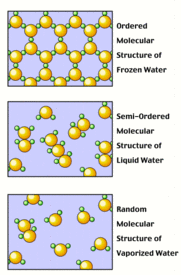 Ordered
Molecular
Structure of
Frozen Water
Semi-Ordered
Molecular
Structure of
Liquid Water
Random
Molecular
Structure of
Vaporized Water